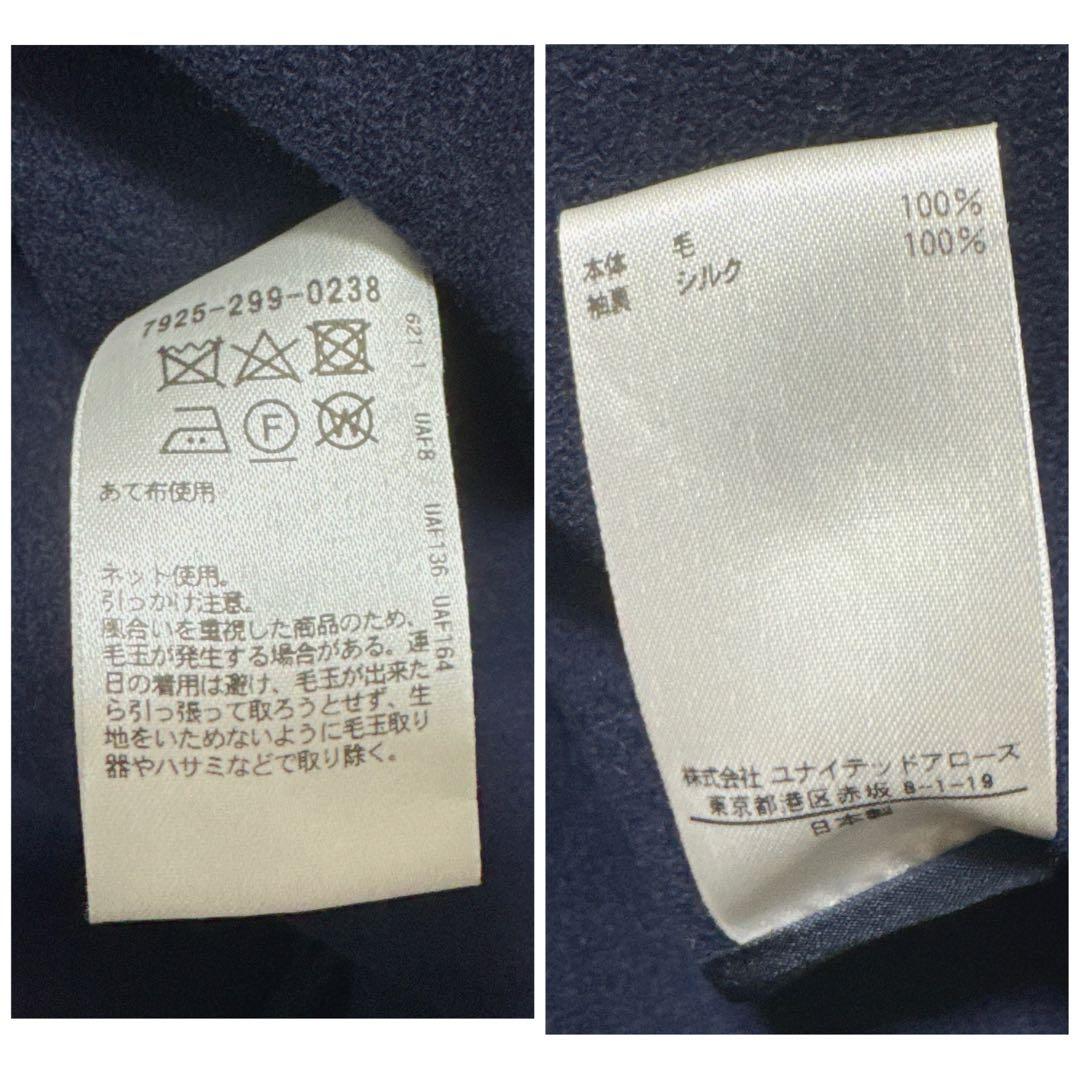 7925-299-0238
F
W
あて布使用
ネット使用。
引っかけ注意。
風合いを重視した商品のため、
毛玉が発生する場合がある。連
日の着用は避け、毛玉が出来た
ら引っ張って取ろうとせず、生
地をいためないように毛玉取り
器やハサミなどで取り除く。
621-1 UAF8 UAF136 UAF164
本体 毛 100%
袖裏 シルク 100%
株式会社 ユナイテッドアローズ
東京都港区赤坂 8-1-19
日本製